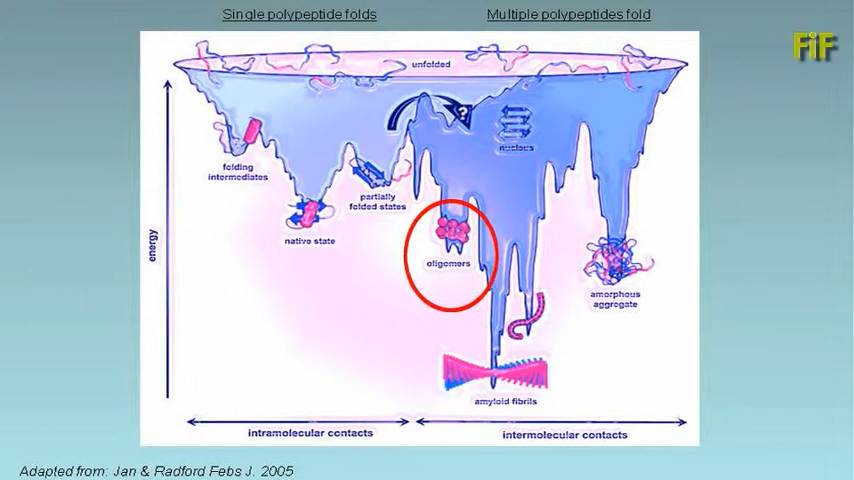 Single polypeptide folds
Multiple polypeptides fold
FiF
unfolded
?
nucleus
folding
intermediates
partially
folded states
native state
energy
oligomers
amorphous
aggregate
amyloid fibrils
intramolecular contacts
intermolecular contacts
Adapted from: Jan & Radford Febs J. 2005